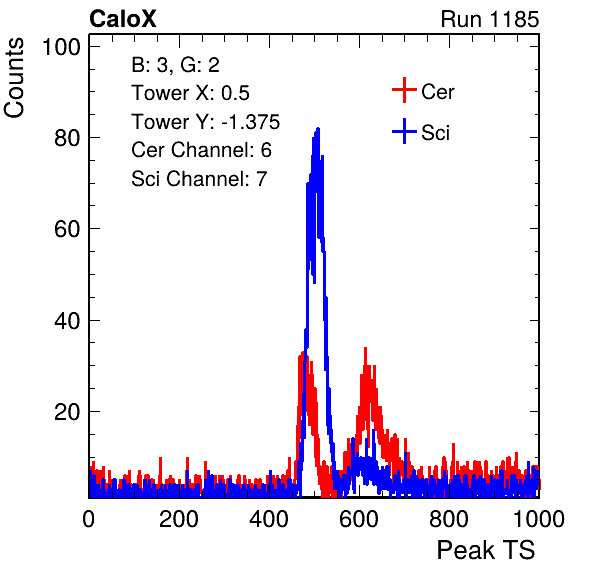 CaloX Run 1185
Counts
100
80
60
40
20
B: 3, G: 2
Tower X: 0.5
Tower Y: -1.375
Cer Channel: 6
Sci Channel: 7
Cer
Sci
0 200 400 600 800 1000
Peak TS